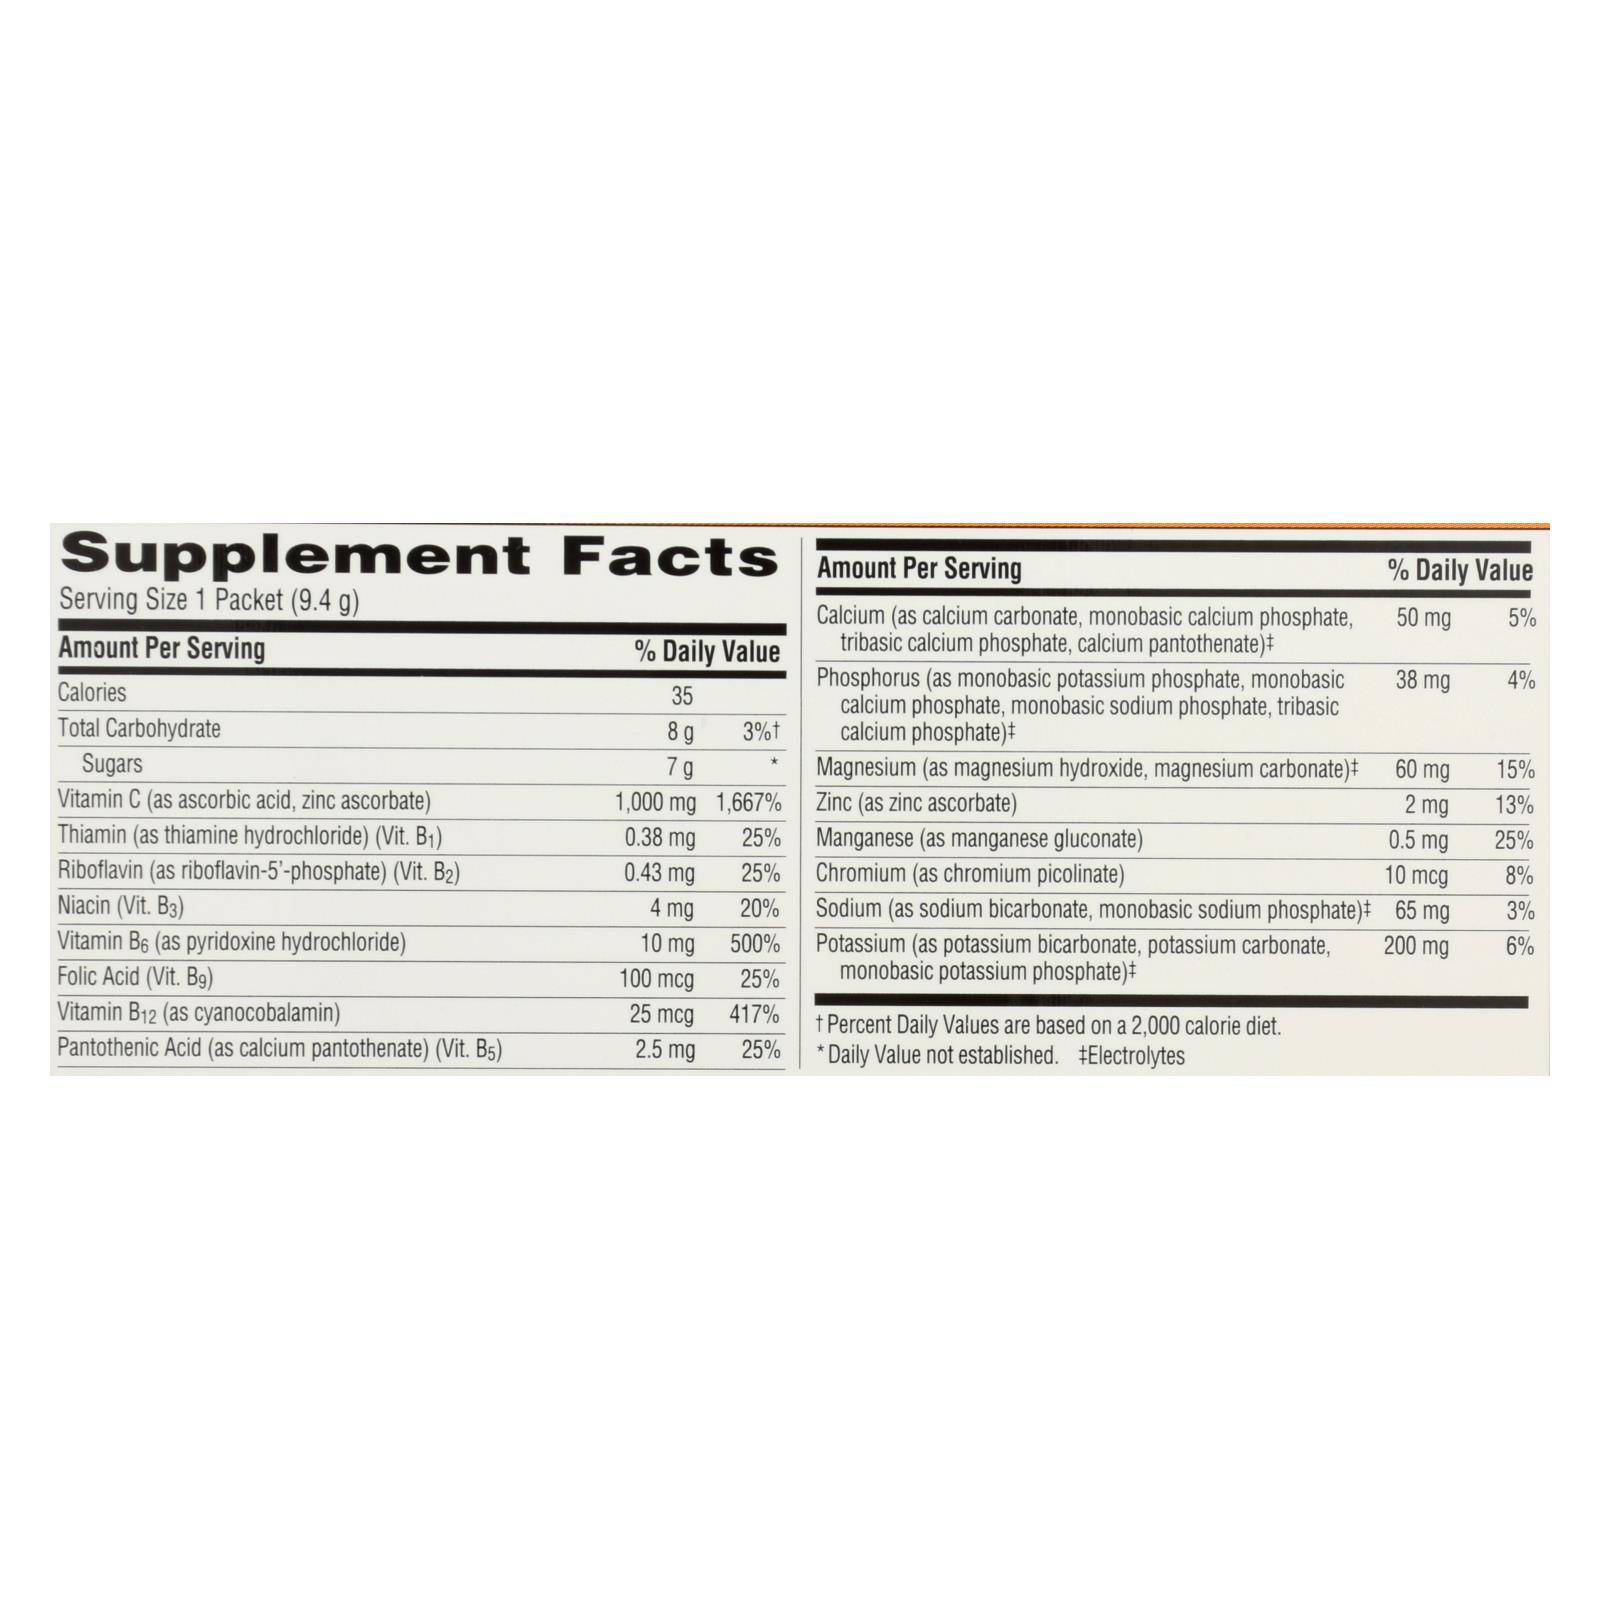 Supplement Facts
Serving Size 1 Packet (9.4 g)
Amount Per Serving % Daily Value
Calories 35
Total Carbohydrate 8 g 3%†
Sugars 7 g *
Vitamin C (as ascorbic acid, zinc ascorbate) 1,000 mg 1,667%
Thiamin (as thiamine hydrochloride) (Vit. B1) 0.38 mg 25%
Riboflavin (as riboflavin-5'-phosphate) (Vit. B2) 0.43 mg 25%
Niacin (Vit. B3) 4 mg 20%
Vitamin B6 (as pyridoxine hydrochloride) 10 mg 500%
Folic Acid (Vit. B9) 100 mcg 25%
Vitamin B12 (as cyanocobalamin) 25 mcg 417%
Pantothenic Acid (as calcium pantothenate) (Vit. B5) 2.5 mg 25%
Amount Per Serving % Daily Value
Calcium (as calcium carbonate, monobasic calcium phosphate, 50 mg 5%
tribasic calcium phosphate, calcium pantothenate)‡
Phosphorus (as monobasic potassium phosphate, monobasic 38 mg 4%
calcium phosphate, monobasic sodium phosphate, tribasic
calcium phosphate)‡
Magnesium (as magnesium hydroxide, magnesium carbonate)‡ 60 mg 15%
Zinc (as zinc ascorbate) 2 mg 13%
Manganese (as manganese gluconate) 0.5 mg 25%
Chromium (as chromium picolinate) 10 mcg 8%
Sodium (as sodium bicarbonate, monobasic sodium phosphate)‡ 65 mg 3%
Potassium (as potassium bicarbonate, potassium carbonate, 200 mg 6%
monobasic potassium phosphate)‡
† Percent Daily Values are based on a 2,000 calorie diet.
* Daily Value not established. ‡Electrolytes